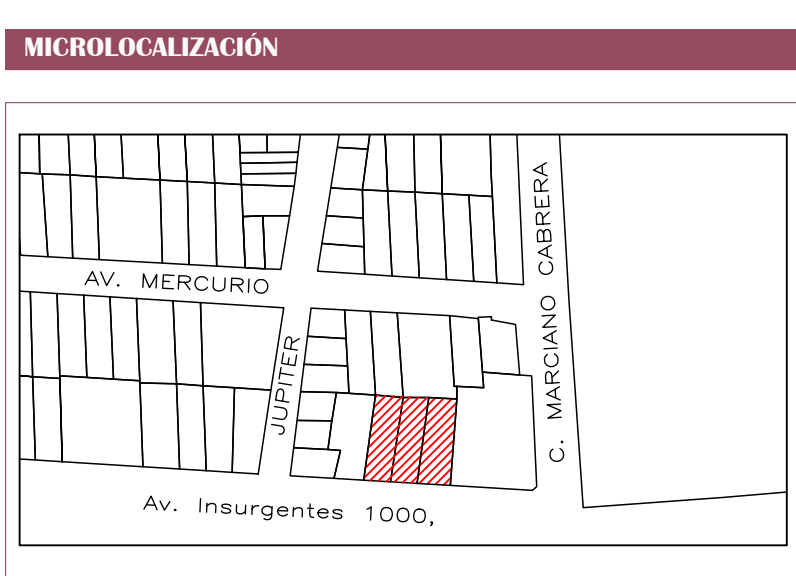 MICROLOCALIZACIÓN
C. MARCIANO CABRERA
AV. MERCURIO
JUPITER
Av. Insurgentes 1000,